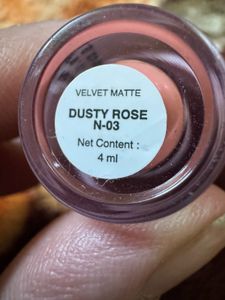 VELVET MATTE
DUSTY ROSE
N-03
Net Content :
4 ml